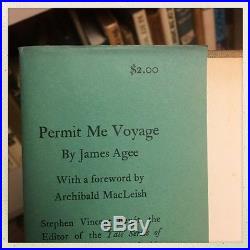 $2.00
Permit Me Voyage
By James Agee
With a foreword by
Archibald MacLeish
Stephen
Editor of the Yale Series of
ebay